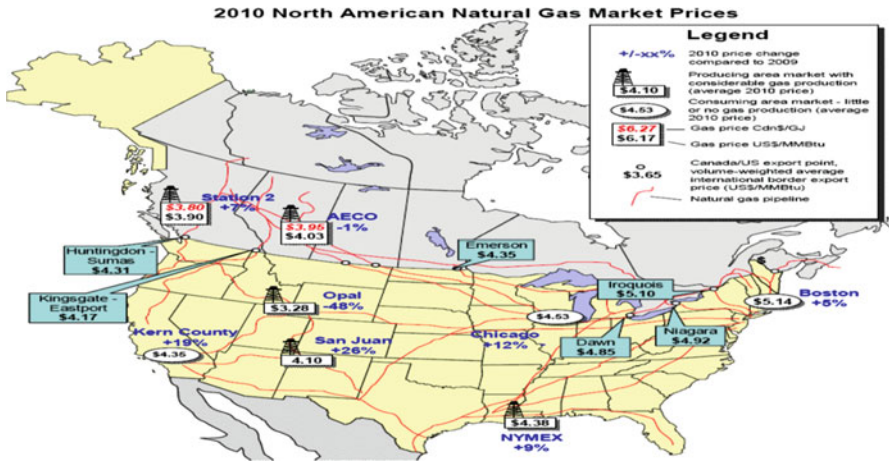 2010 North American Natural Gas Market Prices
Legend
+/-xx%
2010 price change
compared to 2009
$4.10
Producing area market with
considerable gas production
(average 2010 price)
$4.53
Consuming area market - little
or no gas production (average
2010 price)
$6.27
Gas price Cdn$/GJ
$6.17
Gas price US$/MMBtu
$3.65
Canada/US export point,
volume-weighted average
international border export
price (US$/MMBtu)
Natural gas pipeline
Station 2
+7%
$3.80
$3.90
AECO
-1%
$3.95
$4.03
Huntingdon -
Sumas
$4.31
Emerson
$4.35
Kingsgate -
Eastport
$4.17
Opal
-48%
$3.28
Iroquois
$5.10
$
Boston
+5%
$5.14
Kern County
+19%
$4.35
San Juan
+26%
4.10
Chicago
+12%
$4.53
Dawn
$4.85
Niagara
$4.92
$4.38
NYMEX
+9%